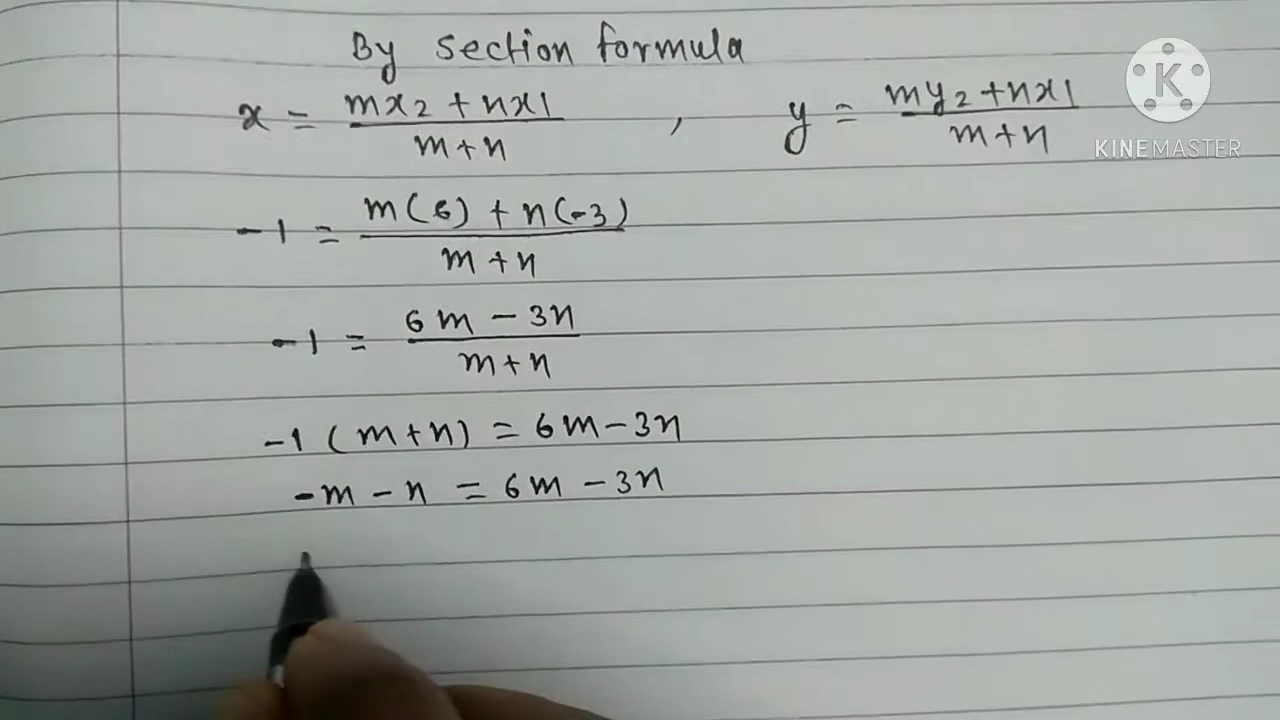 By section formula
x = mx2 + nx1 / m + n , y = my2 + nx1 / m + n
-1 = m(6) + n(-3) / m + n
-1 = 6m - 3n / m + n
-1 (m + n) = 6m - 3n
-m - n = 6m - 3n
K
KINEMASTER